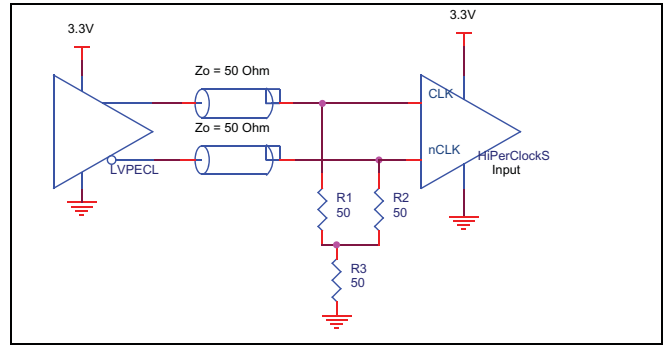 3.3V
3.3V
Zo = 50 Ohm
CLK
Zo = 50 Ohm
nCLK
LVPECL
HiPerClockS
Input
R1
50
R2
50
R3
50